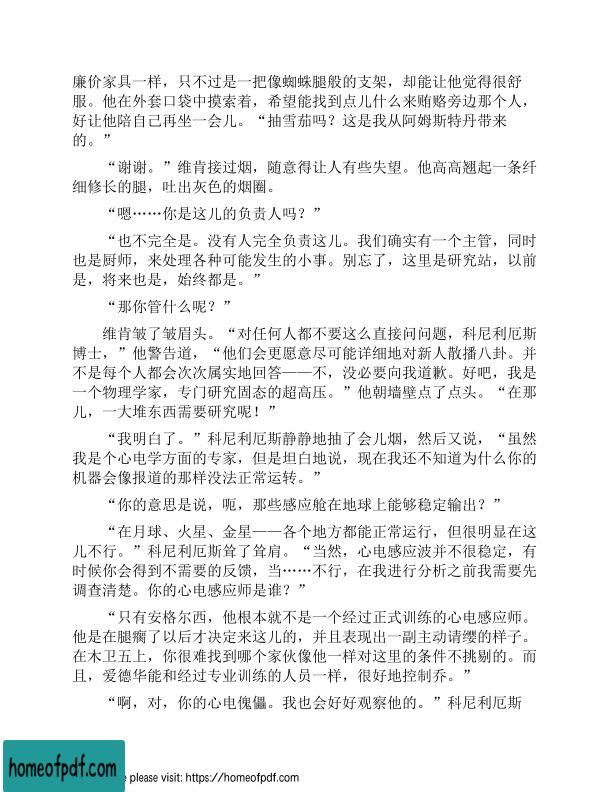 廉价家具一样，只不过是一把像蜘蛛腿般的支架，却能让他觉得很舒
服。他在外套口袋中摸索着，希望能找到点儿什么来贿赂旁边那个人，
好让他陪自己再坐一会儿。“抽雪茄吗？这是我从阿姆斯特丹带来
的。”
“谢谢。”维肯接过烟，随意得让人有些失望。他高高翘起一条纤
细修长的腿，吐出灰色的烟圈。
“嗯……你是这儿的负责人吗？”
“也不完全是。没有人完全负责这儿。我们确实有一个主管，同时
也是厨师，来处理各种可能发生的小事。别忘了，这里是研究站，以前
是，将来也是，始终都是。”
“那你管什么呢？”
维肯皱了皱眉头。“对任何人都不要这么直接问问题，科尼利厄斯
博士，”他警告道，“他们会更愿意尽可能详细地对新人散播八卦。并
不是每个人都会次次属实地回答——不，没必要向我道歉。好吧，我是
一个物理学家，专门研究固态的超高压。”他朝墙壁点了点头。“在那
儿，一大堆东西需要研究呢！”
“我明白了。”科尼利厄斯静静地抽了会儿烟，然后又说，“虽然
我是个心电学方面的专家，但是坦白地说，现在我还不知道为什么你的
机器会像报道的那样没法正常运转。”
“你的意思是说，呃，那些感应舱在地球上能够稳定输出？”
“在月球、火星、金星——各个地方都能正常运行，但很明显在这
儿不行。”科尼利厄斯耸了耸肩。“当然，心电感应波并不很稳定，有
时候你会得到不需要的反馈，当……不行，在我进行分析之前我需要先
调查清楚。你的心电感应师是谁？”
“只有安格尔西，他根本就不是一个经过正式训练的心电感应师。
他是在腿瘸了以后才决定来这儿的，并且表现出一副主动请缨的样子。
在木卫五上，你很难找到哪个家伙像他一样对这里的条件不挑剔的。而
且，爱德华能和经过专业训练的人员一样，很好地控制乔。”
“啊，对，你的心电傀儡。我也会好好观察他的。”科尼利厄斯
homeofpdf.com
e please visit: https://homeofpdf.com